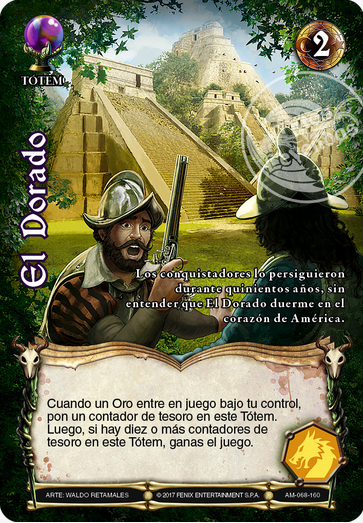 TÓTEM
2
El Dorado
Los conquistadores lo persiguieron
durante quinientos años, sin
entender que El Dorado duerme en el
corazón de América.
Cuando un Oro entre en juego bajo tu control,
pon un contador de tesoro en este Tótem.
Luego, si hay diez o más contadores de
tesoro en este Tótem, ganas el juego.
ARTE: WALDO RETAMALES
© 2017 FENIX ENTERTAINMENT S.P.A.
AM-068-160